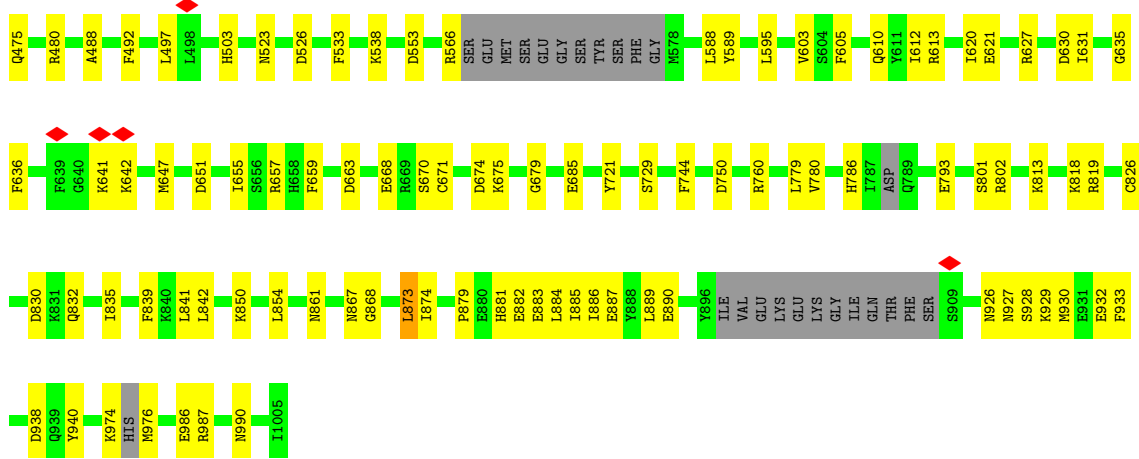 Q475 R480 A488 F492 L497 L498 H503 N523 D526 F533 K538 D553 R566 SER GLU MET SER GLU GLY SER TYR SER PHE GLY M578 L588 Y589 L595 V603 S604 F605 Q610 Y611 I612 R613 I620 E621 R627 D630 I631 G635
F636 F639 G640 K641 K642 M647 D651 I655 S656 R657 H658 F659 D663 E668 R669 S670 C671 D674 K675 G679 E685 Y721 S729 F744 D750 R760 L779 V780 H786 I787 ASP Q789 E793 S801 R802 K813 K818 R819 C826
D830 K831 Q832 I835 F839 K840 L841 L842 K850 L854 N861 N867 G868 L873 I874 P879 E880 H881 E882 E883 L884 I885 I886 E887 Y888 L889 E890 Y896 ILE VAL GLU LYS GLU LYS GLY ILE GLN THR PHE SER S909 N926 N927 S928 K929 M930 E931 E932 F933
D938 Q939 Y940 K974 HIS M976 E986 R987 N990 I1005